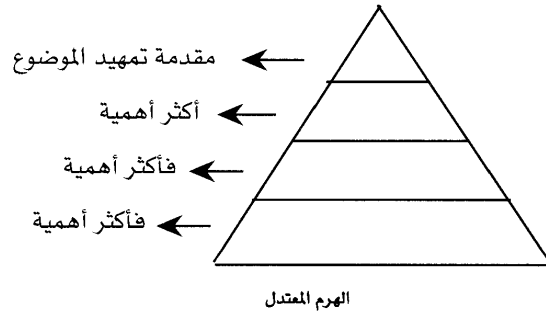 مقدمة تمهيد الموضوع
أكثر أهمية
فأكثر أهمية
فأكثر أهمية
الهرم المعتدل